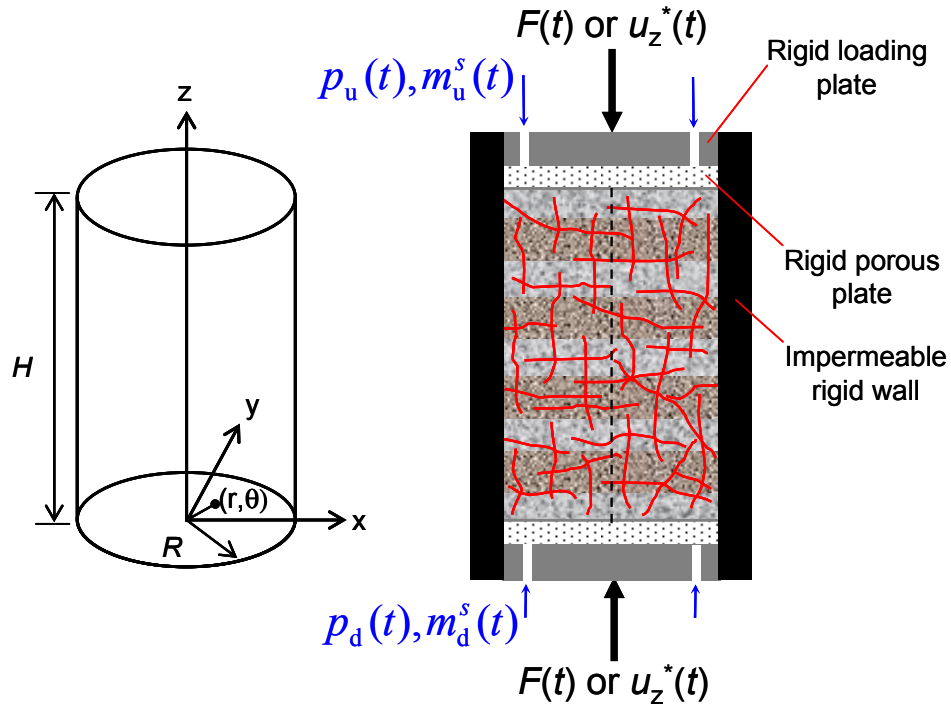 F(t) or u_z^*(t)
p_u(t), m_u^s(t)
Rigid loading
plate
z
H
y
(r,θ)
x
R
Rigid porous
plate
Impermeable
rigid wall
p_d(t), m_d^s(t)
F(t) or u_z^*(t)